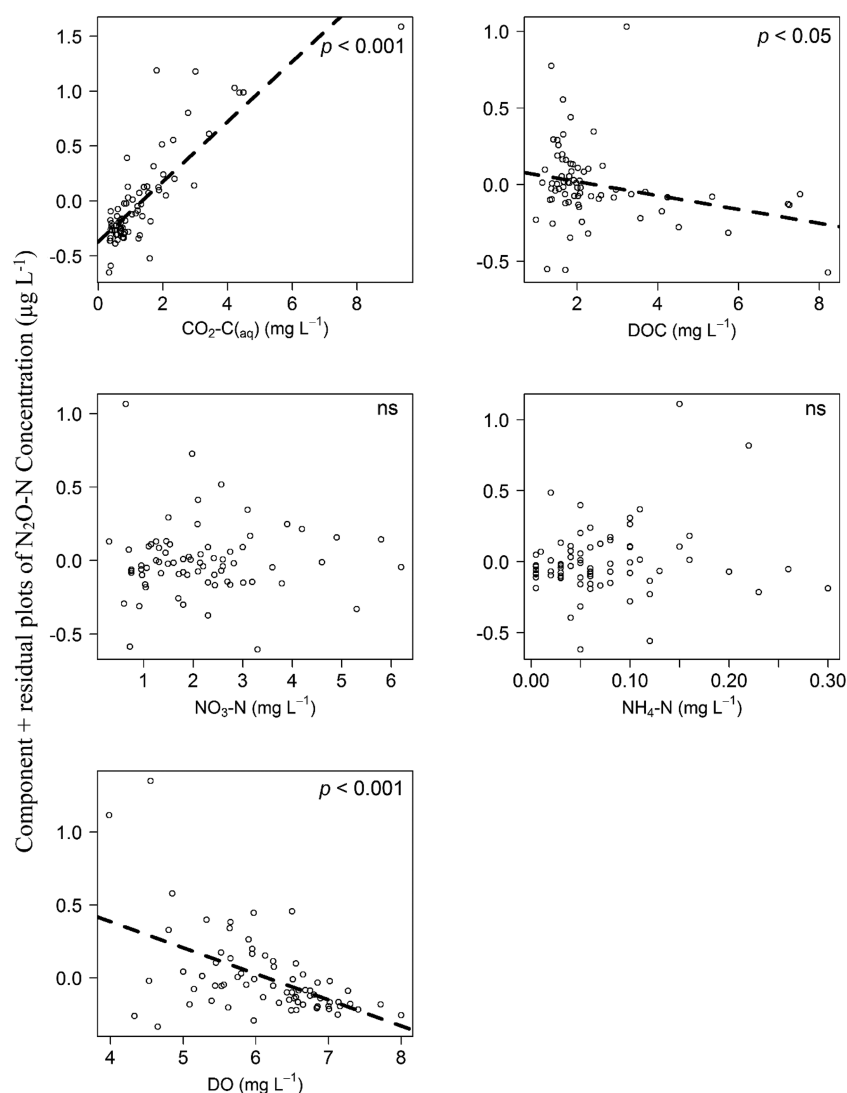 Component + residual plots of N₂O-N Concentration (µg L⁻¹)
p < 0.001
1.5
1.0
0.5
0.0
-0.5
0 2 4 6 8
CO₂-C(aq) (mg L⁻¹)
p < 0.05
1.0
0.5
0.0
-0.5
2 4 6 8
DOC (mg L⁻¹)
ns
1.0
0.5
0.0
-0.5
1 2 3 4 5 6
NO₃-N (mg L⁻¹)
ns
1.0
0.5
0.0
-0.5
0.00 0.10 0.20 0.30
NH₄-N (mg L⁻¹)
p < 0.001
1.0
0.5
0.0
4 5 6 7 8
DO (mg L⁻¹)